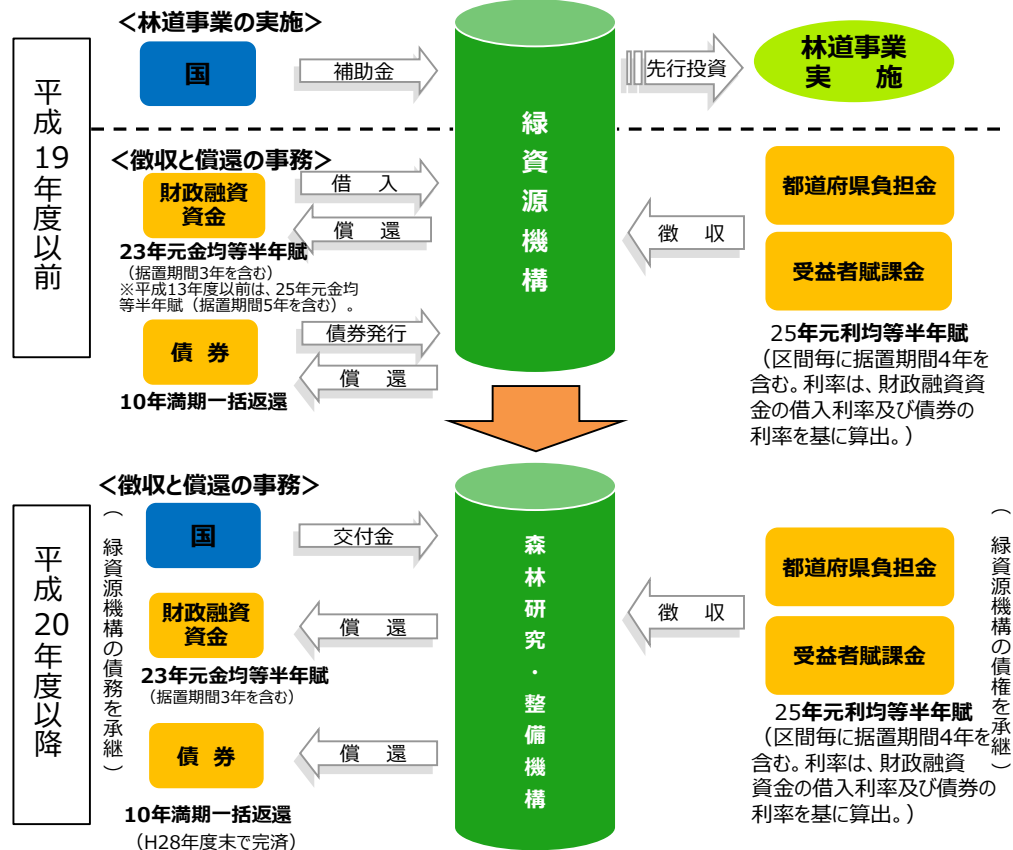 平成19年度以前
＜林道事業の実施＞
国
補助金
緑資源機構
先行投資
林道事業
実　施
＜徴収と償還の事務＞
財政融資
資金
借　入
償　還
23年元金均等半年賦
（据置期間3年を含む）
※平成13年度以前は、25年元金均
等半年賦（据置期間5年を含む）。
債 券
債券発行
償　還
10年満期一括返還
徴　収
都道府県負担金
受益者賦課金
25年元利均等半年賦
（区間毎に据置期間4年を
含む。利率は、財政融資資
金の借入利率及び債券の
利率を基に算出。）
平成20年度以降
（緑資源機構の債務を承継）
＜徴収と償還の事務＞
国
交付金
森林研究・整備機構
財政融資
資金
償　還
23年元金均等半年賦
（据置期間3年を含む）
債 券
償　還
10年満期一括返還
（H28年度末で完済）
徴　収
都道府県負担金
受益者賦課金
25年元利均等半年賦
（区間毎に据置期間4年を
含む。利率は、財政融資
資金の借入利率及び債券の
利率を基に算出。）
（緑資源機構の債権を承継）